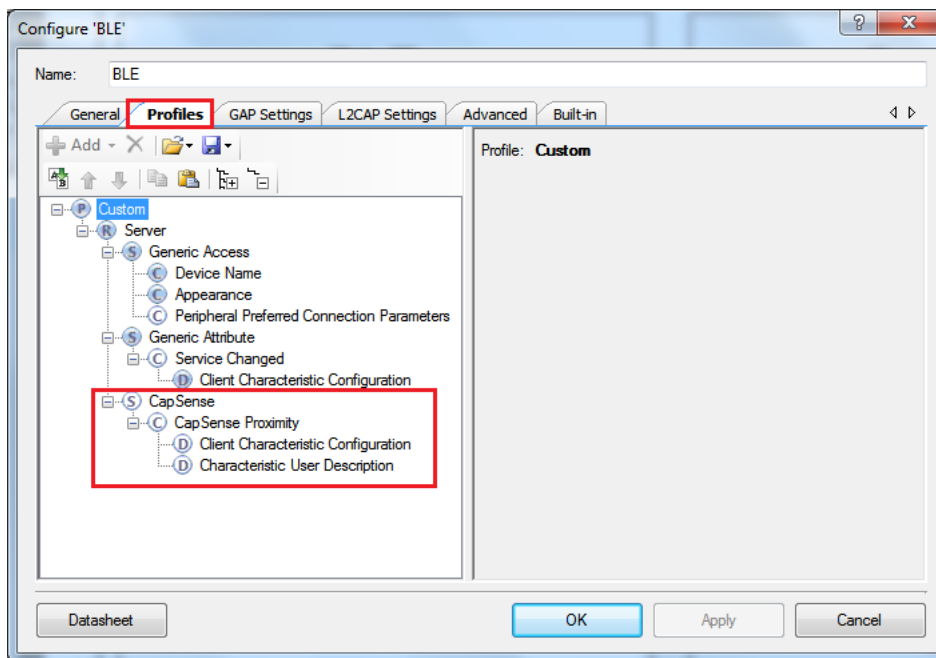 Configure 'BLE'
Name: BLE
General Profiles GAP Settings L2CAP Settings Advanced Built-in
Add
Profile: Custom
A B
P Custom
R Server
S Generic Access
C Device Name
C Appearance
C Peripheral Preferred Connection Parameters
S Generic Attribute
C Service Changed
D Client Characteristic Configuration
S CapSense
C CapSense Proximity
D Client Characteristic Configuration
D Characteristic User Description
Datasheet OK Apply Cancel